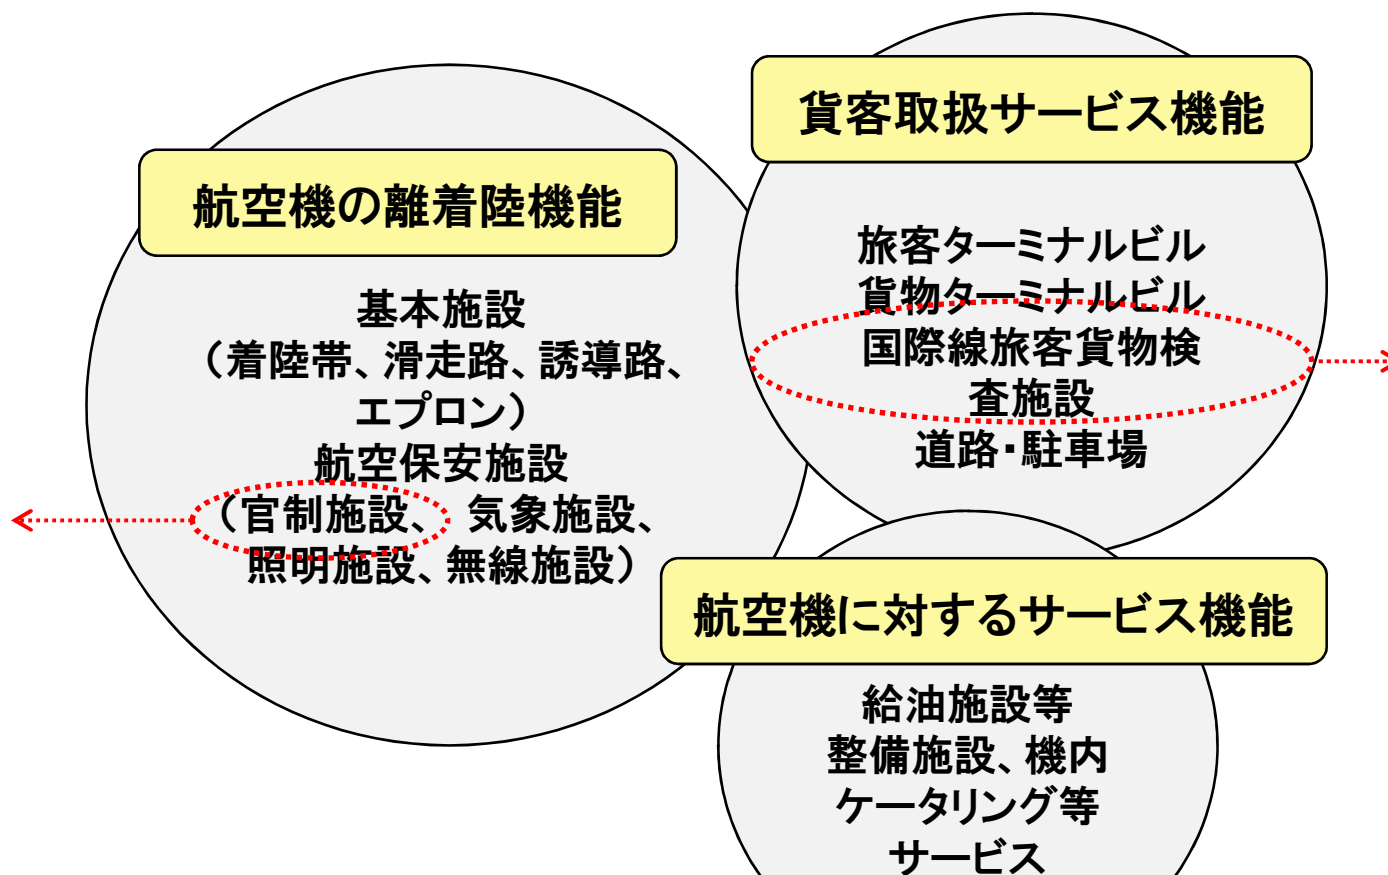 航空機の離着陸機能
基本施設
（着陸帯、滑走路、誘導路、
エプロン）
航空保安施設
（官制施設、 気象施設、
照明施設、無線施設）
貨客取扱サービス機能
旅客ターミナルビル
貨物ターミナルビル
国際線旅客貨物検
査施設
道路・駐車場
航空機に対するサービス機能
給油施設等
整備施設、機内
ケータリング等
サービス